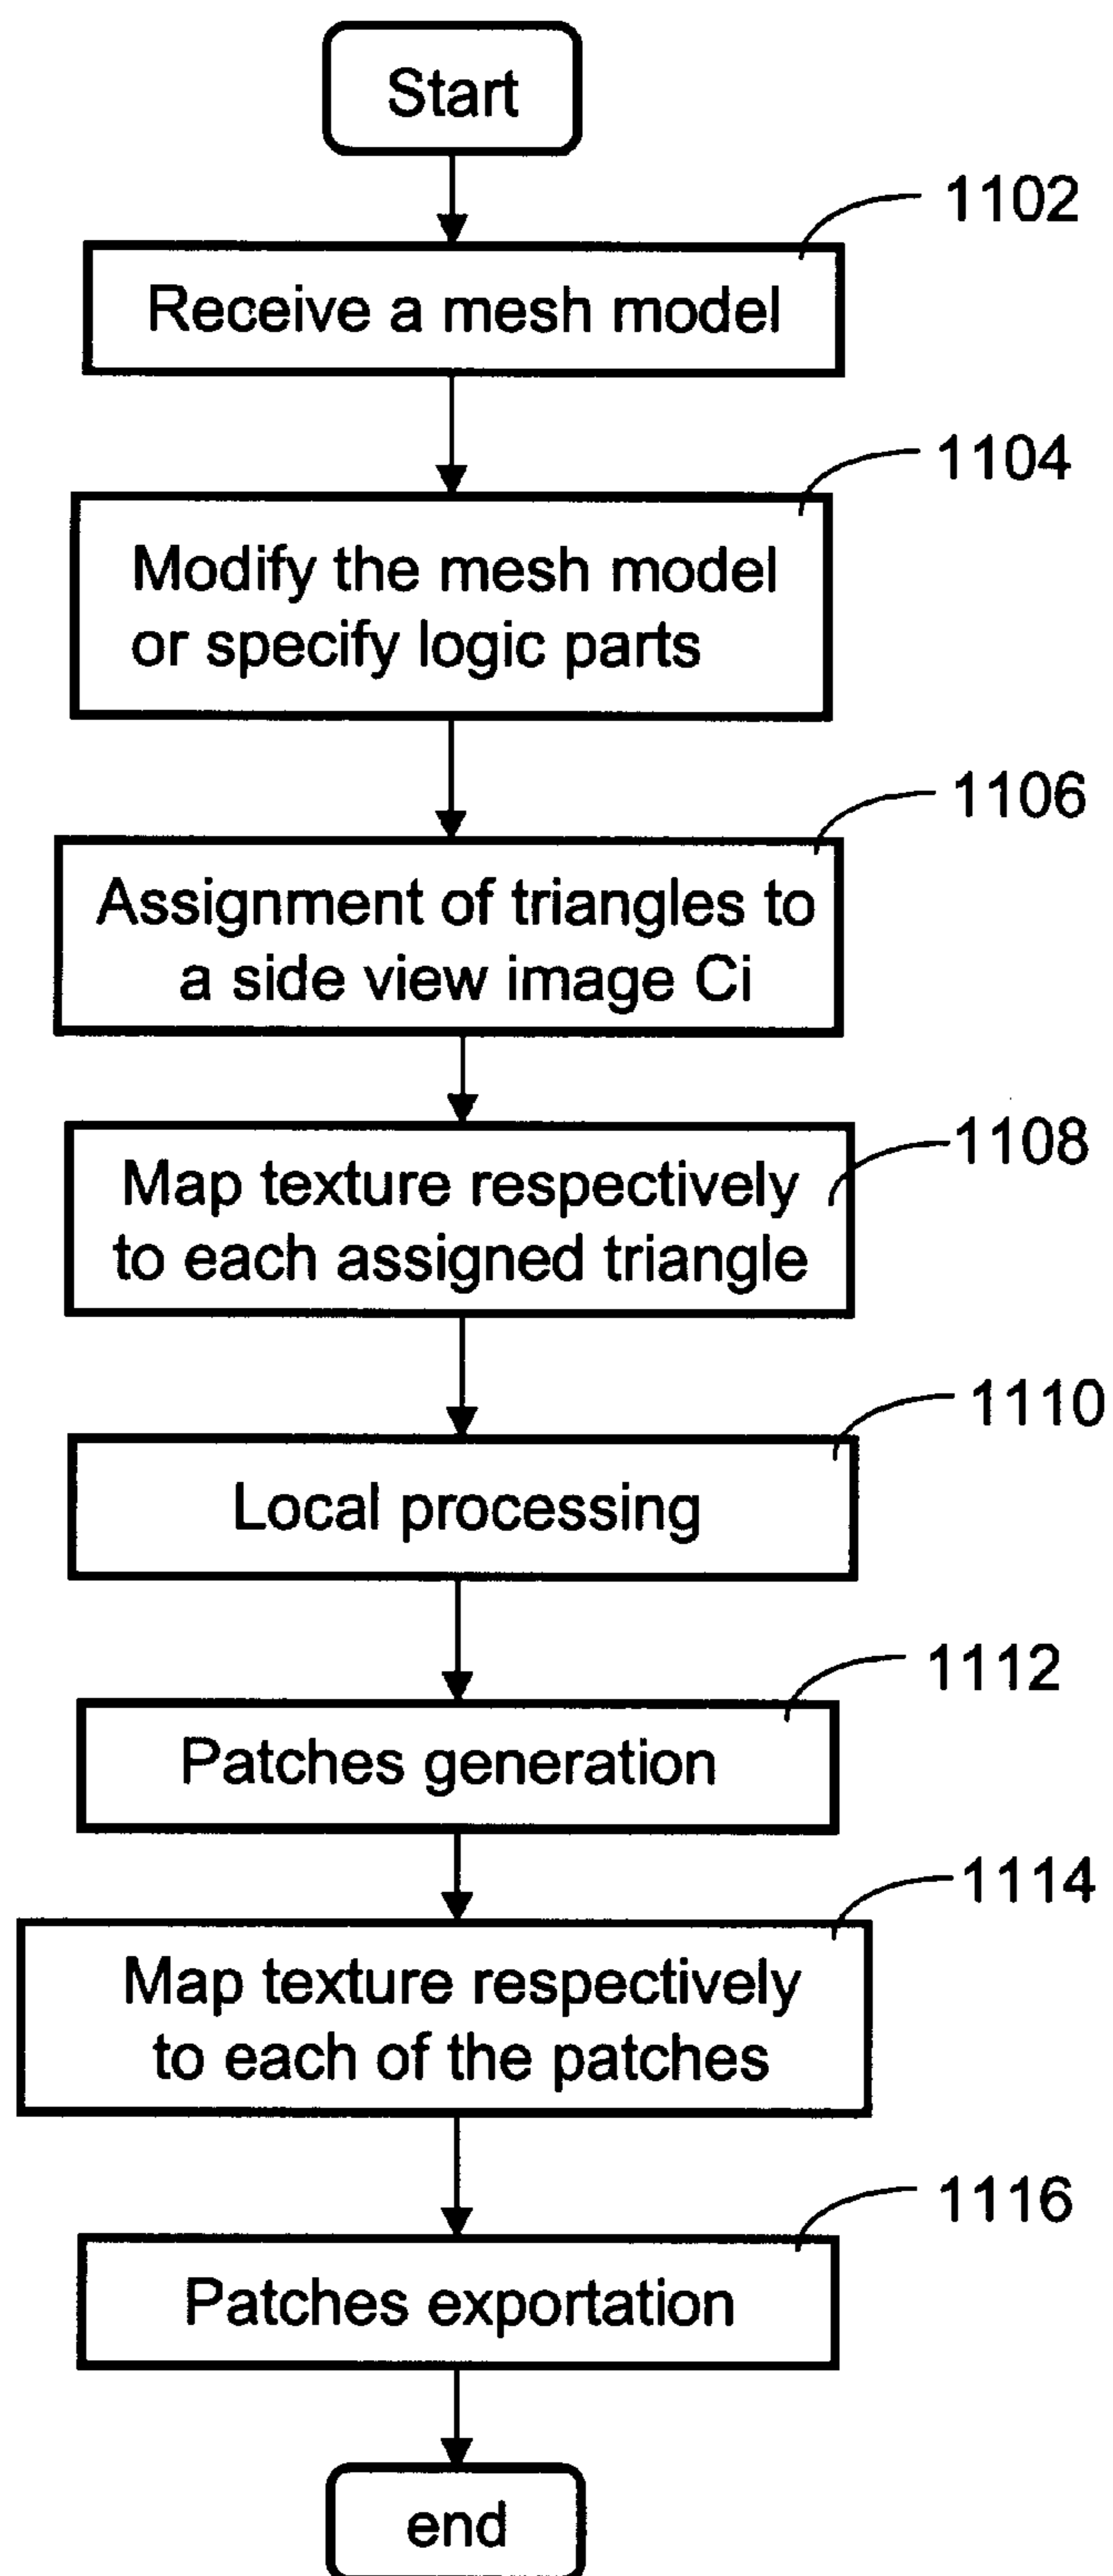 Start
1102
Receive a mesh model
1104
Modify the mesh model
or specify logic parts
1106
Assignment of triangles to
a side view image Ci
1108
Map texture respectively
to each assigned triangle
1110
Local processing
1112
Patches generation
1114
Map texture respectively
to each of the patches
1116
Patches exportation
end